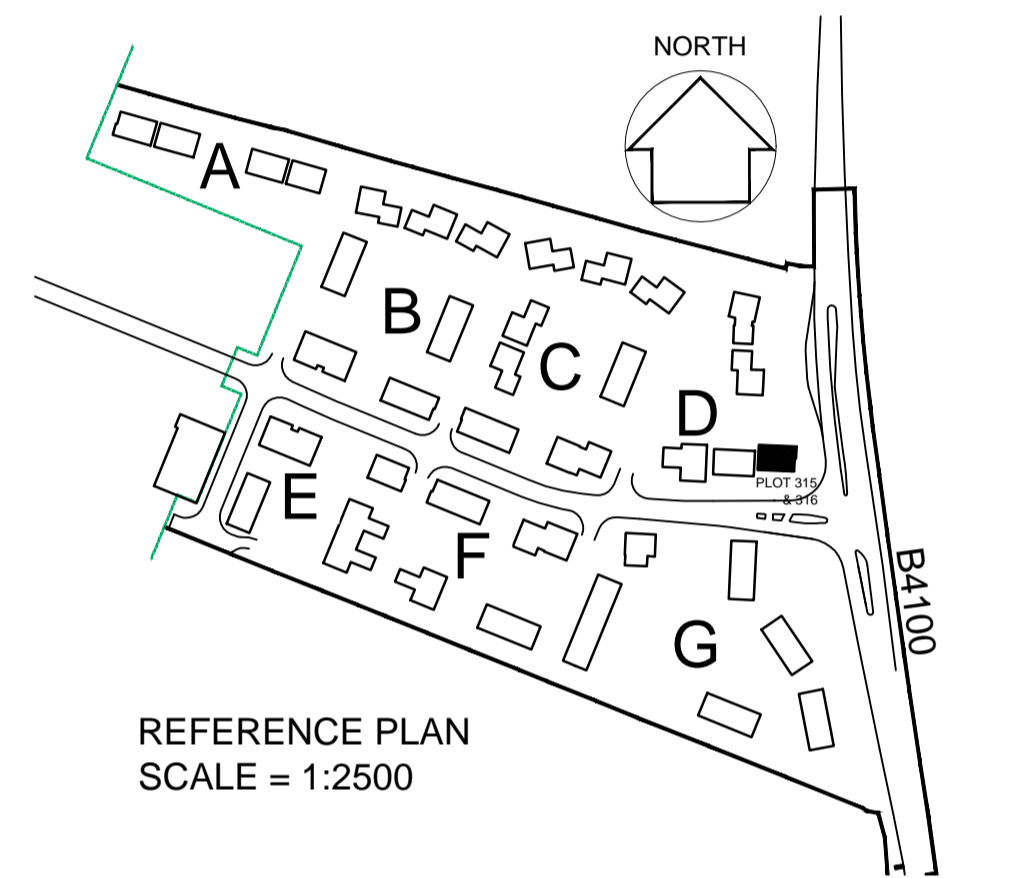 NORTH
A
B
C
D
PLOT 315
& 316
E
F
B4100
G
REFERENCE PLAN
SCALE = 1:2500